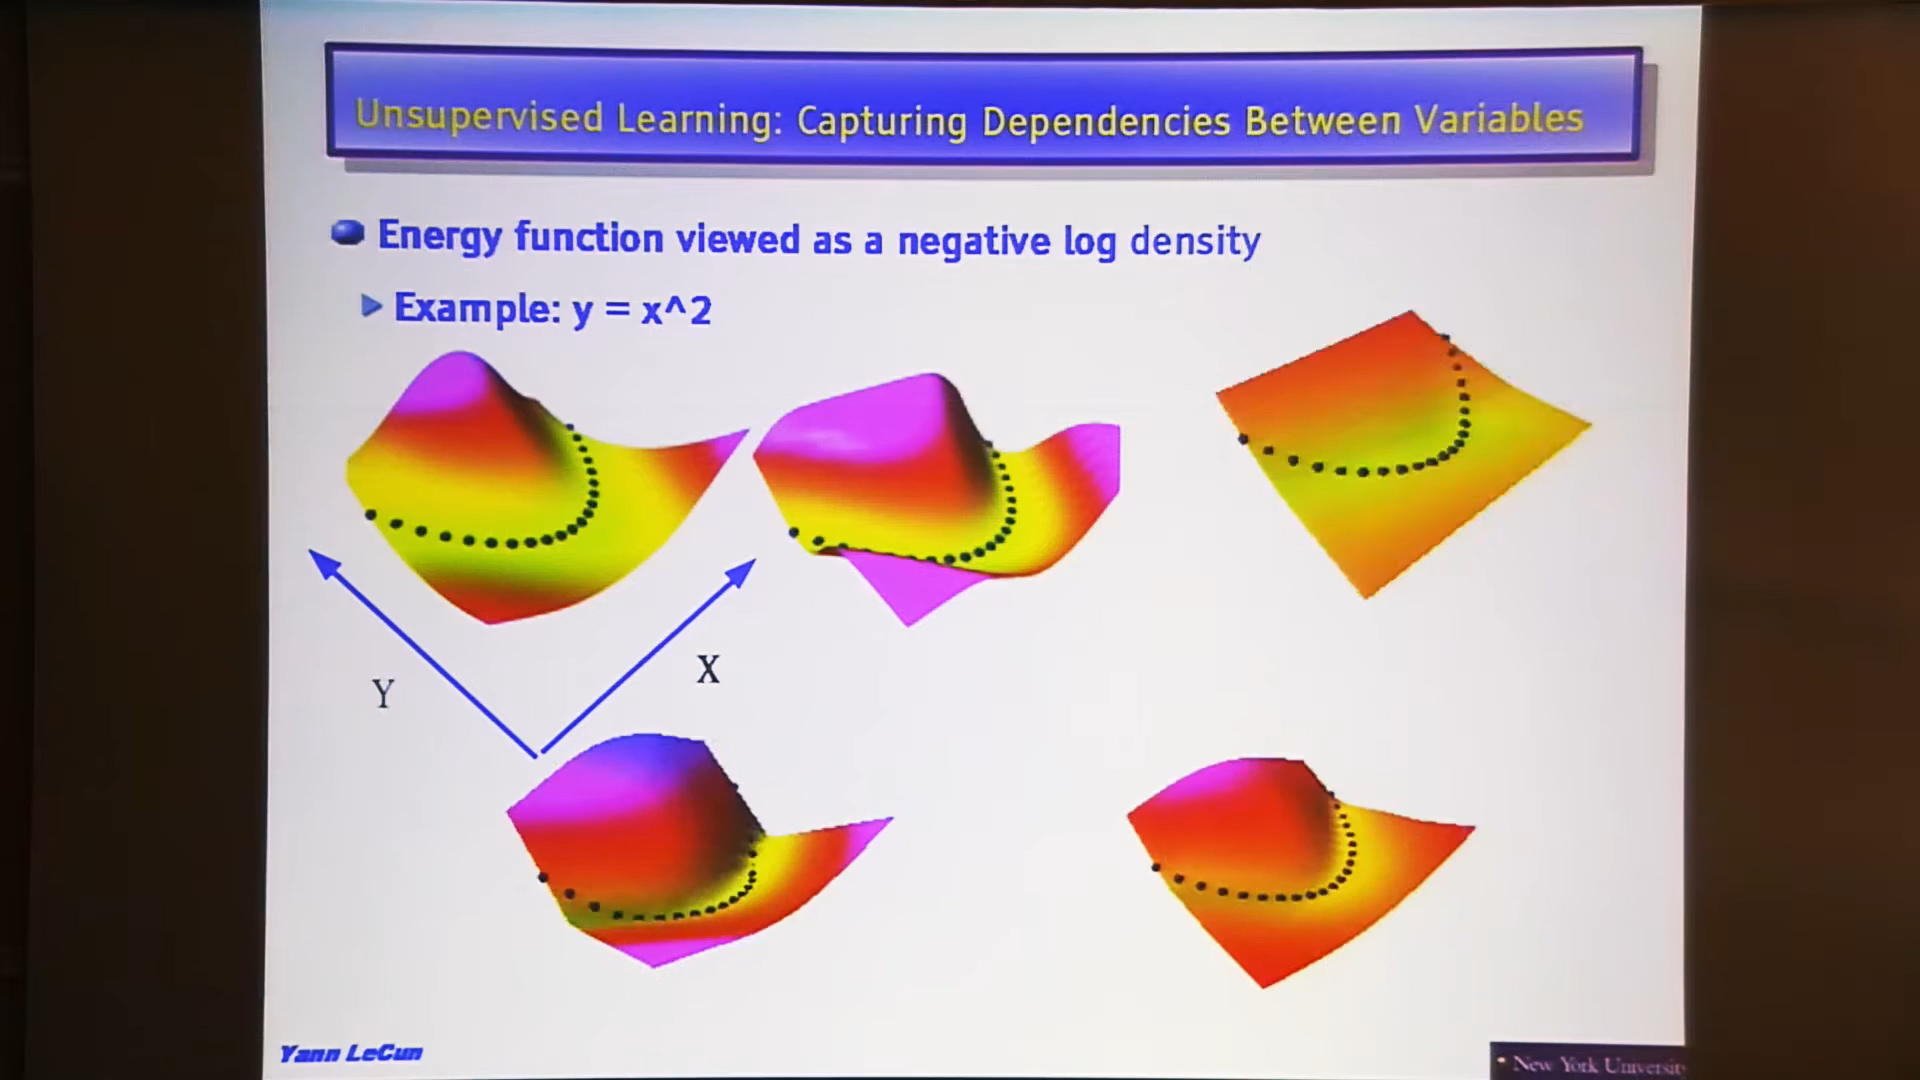 Unsupervised Learning: Capturing Dependencies Between Variables
Energy function viewed as a negative log density
Example: y = x^2
Y
X
Yann LeCun
New York University